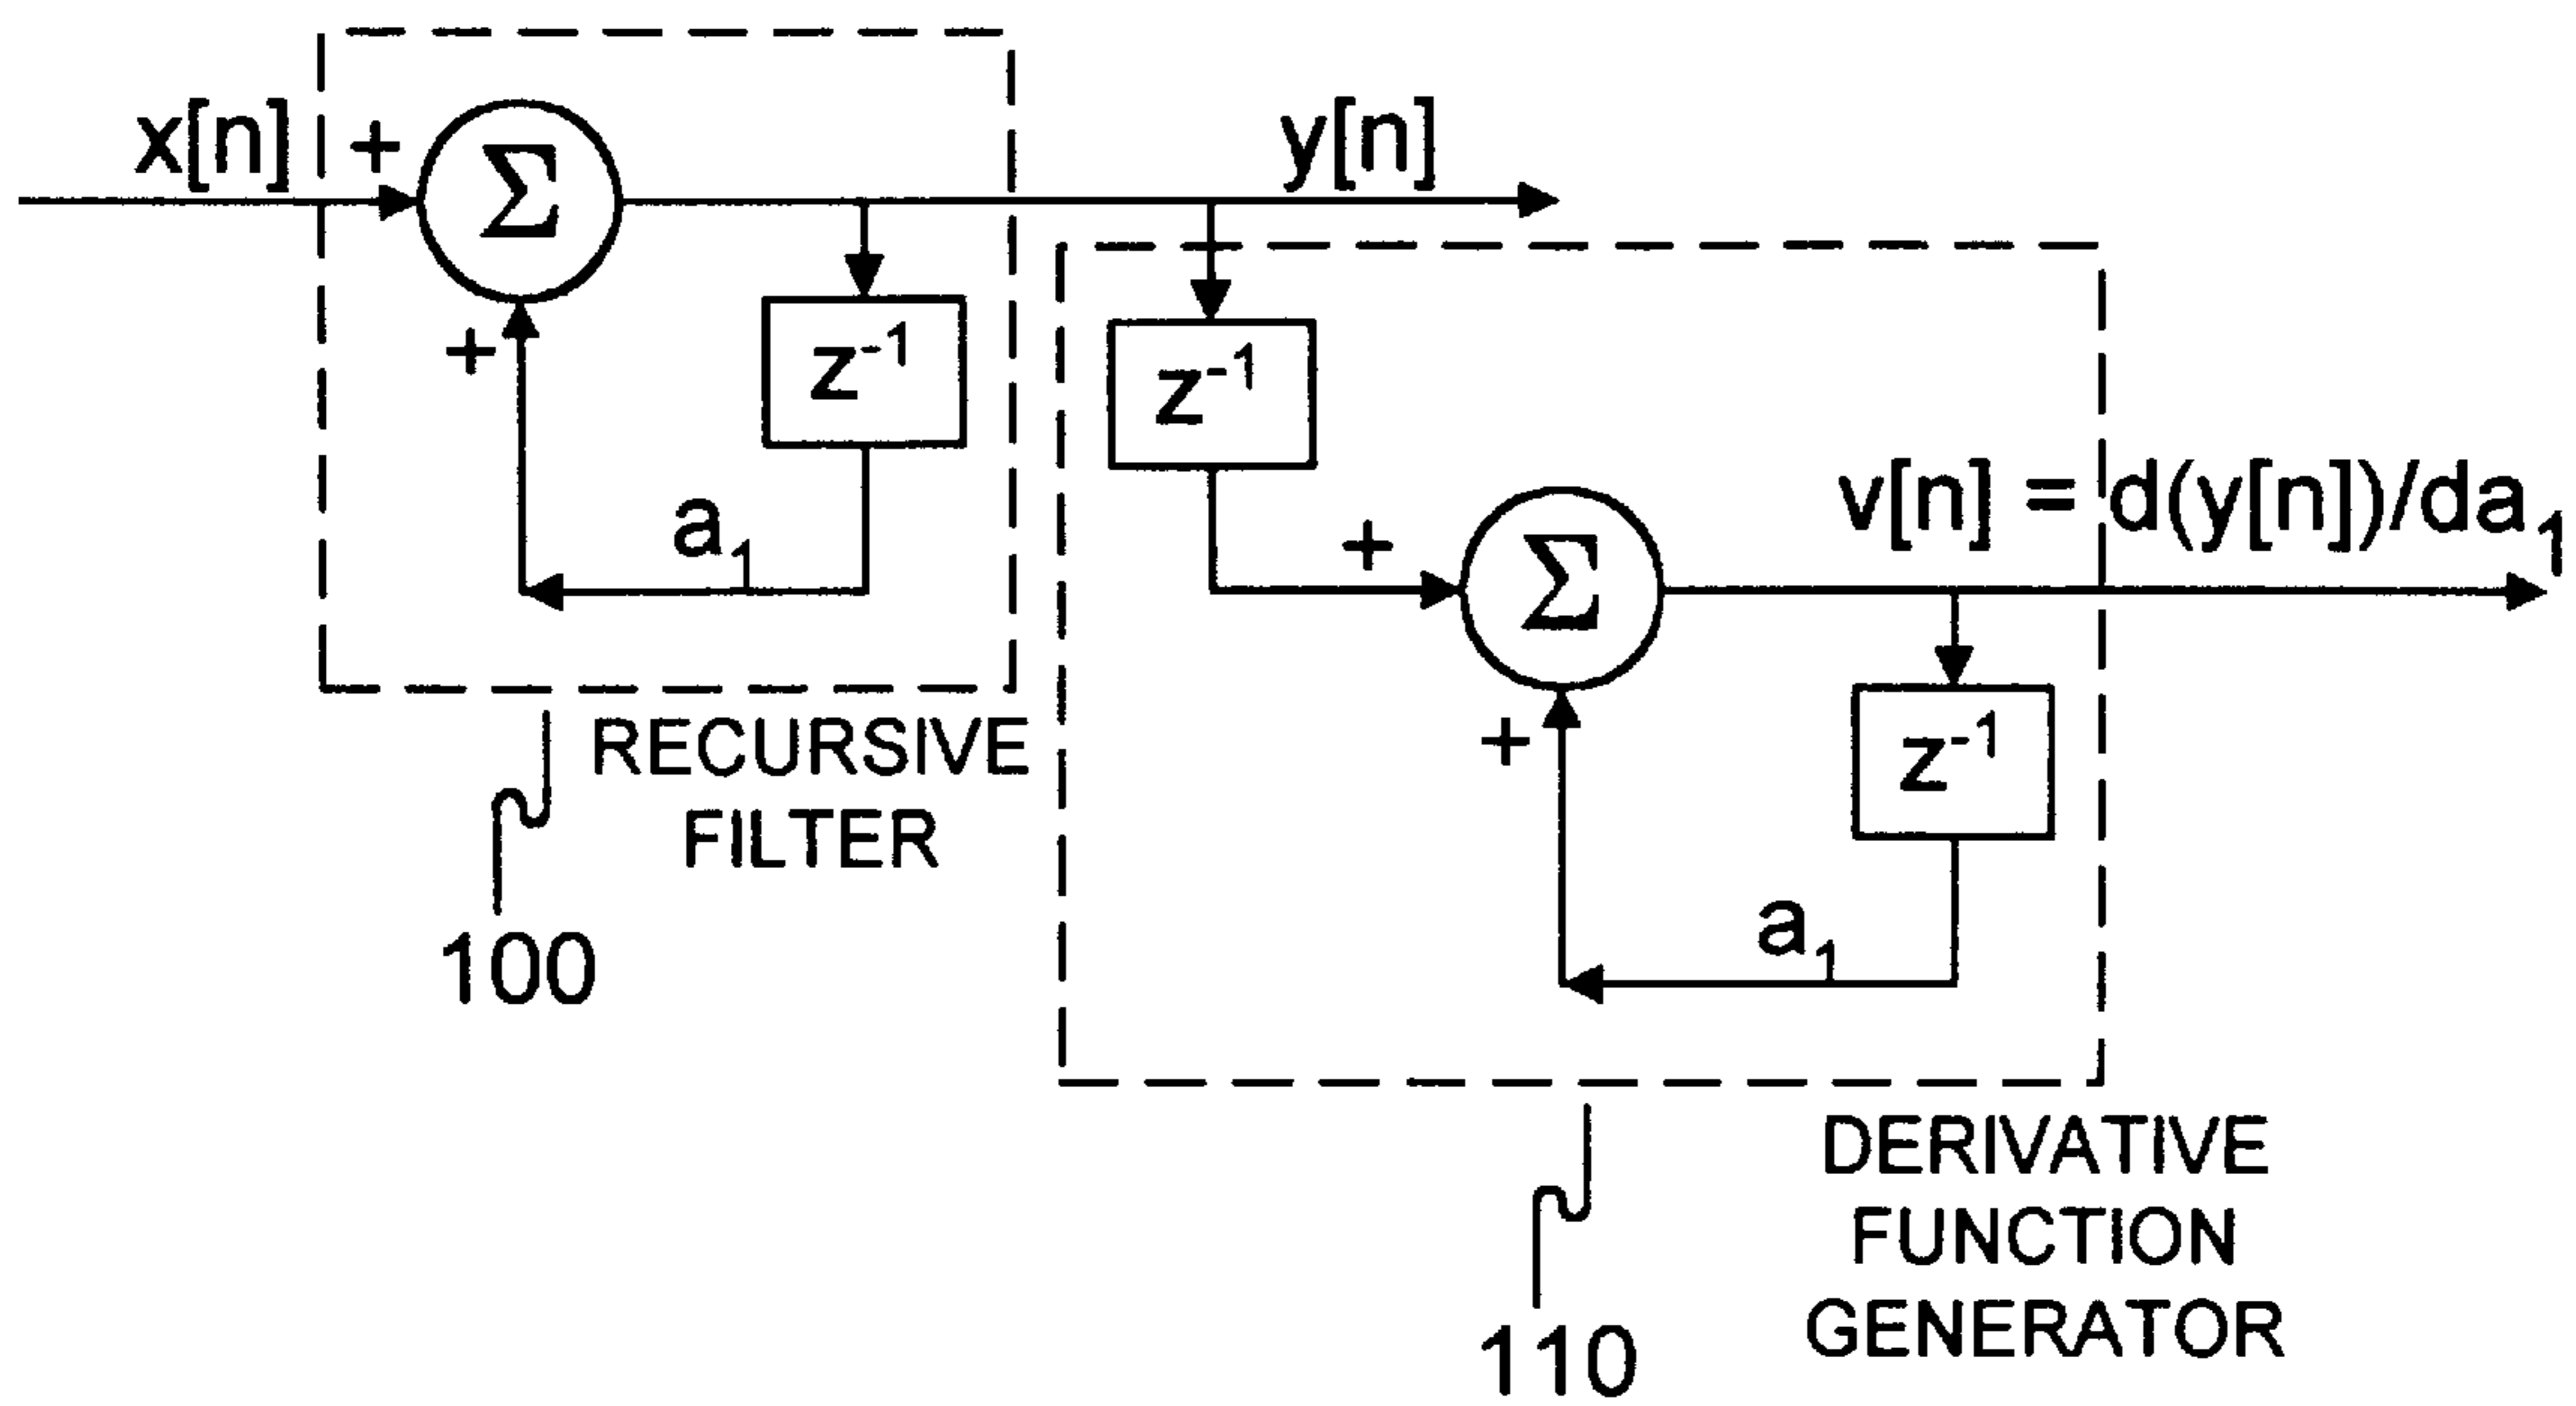 x[n]
+
Σ
y[n]
+
z⁻¹
a₁
z⁻¹
+
Σ
v[n] = d(y[n])/da₁
+
z⁻¹
a₁
RECURSIVE
FILTER
100
DERIVATIVE
FUNCTION
GENERATOR
110